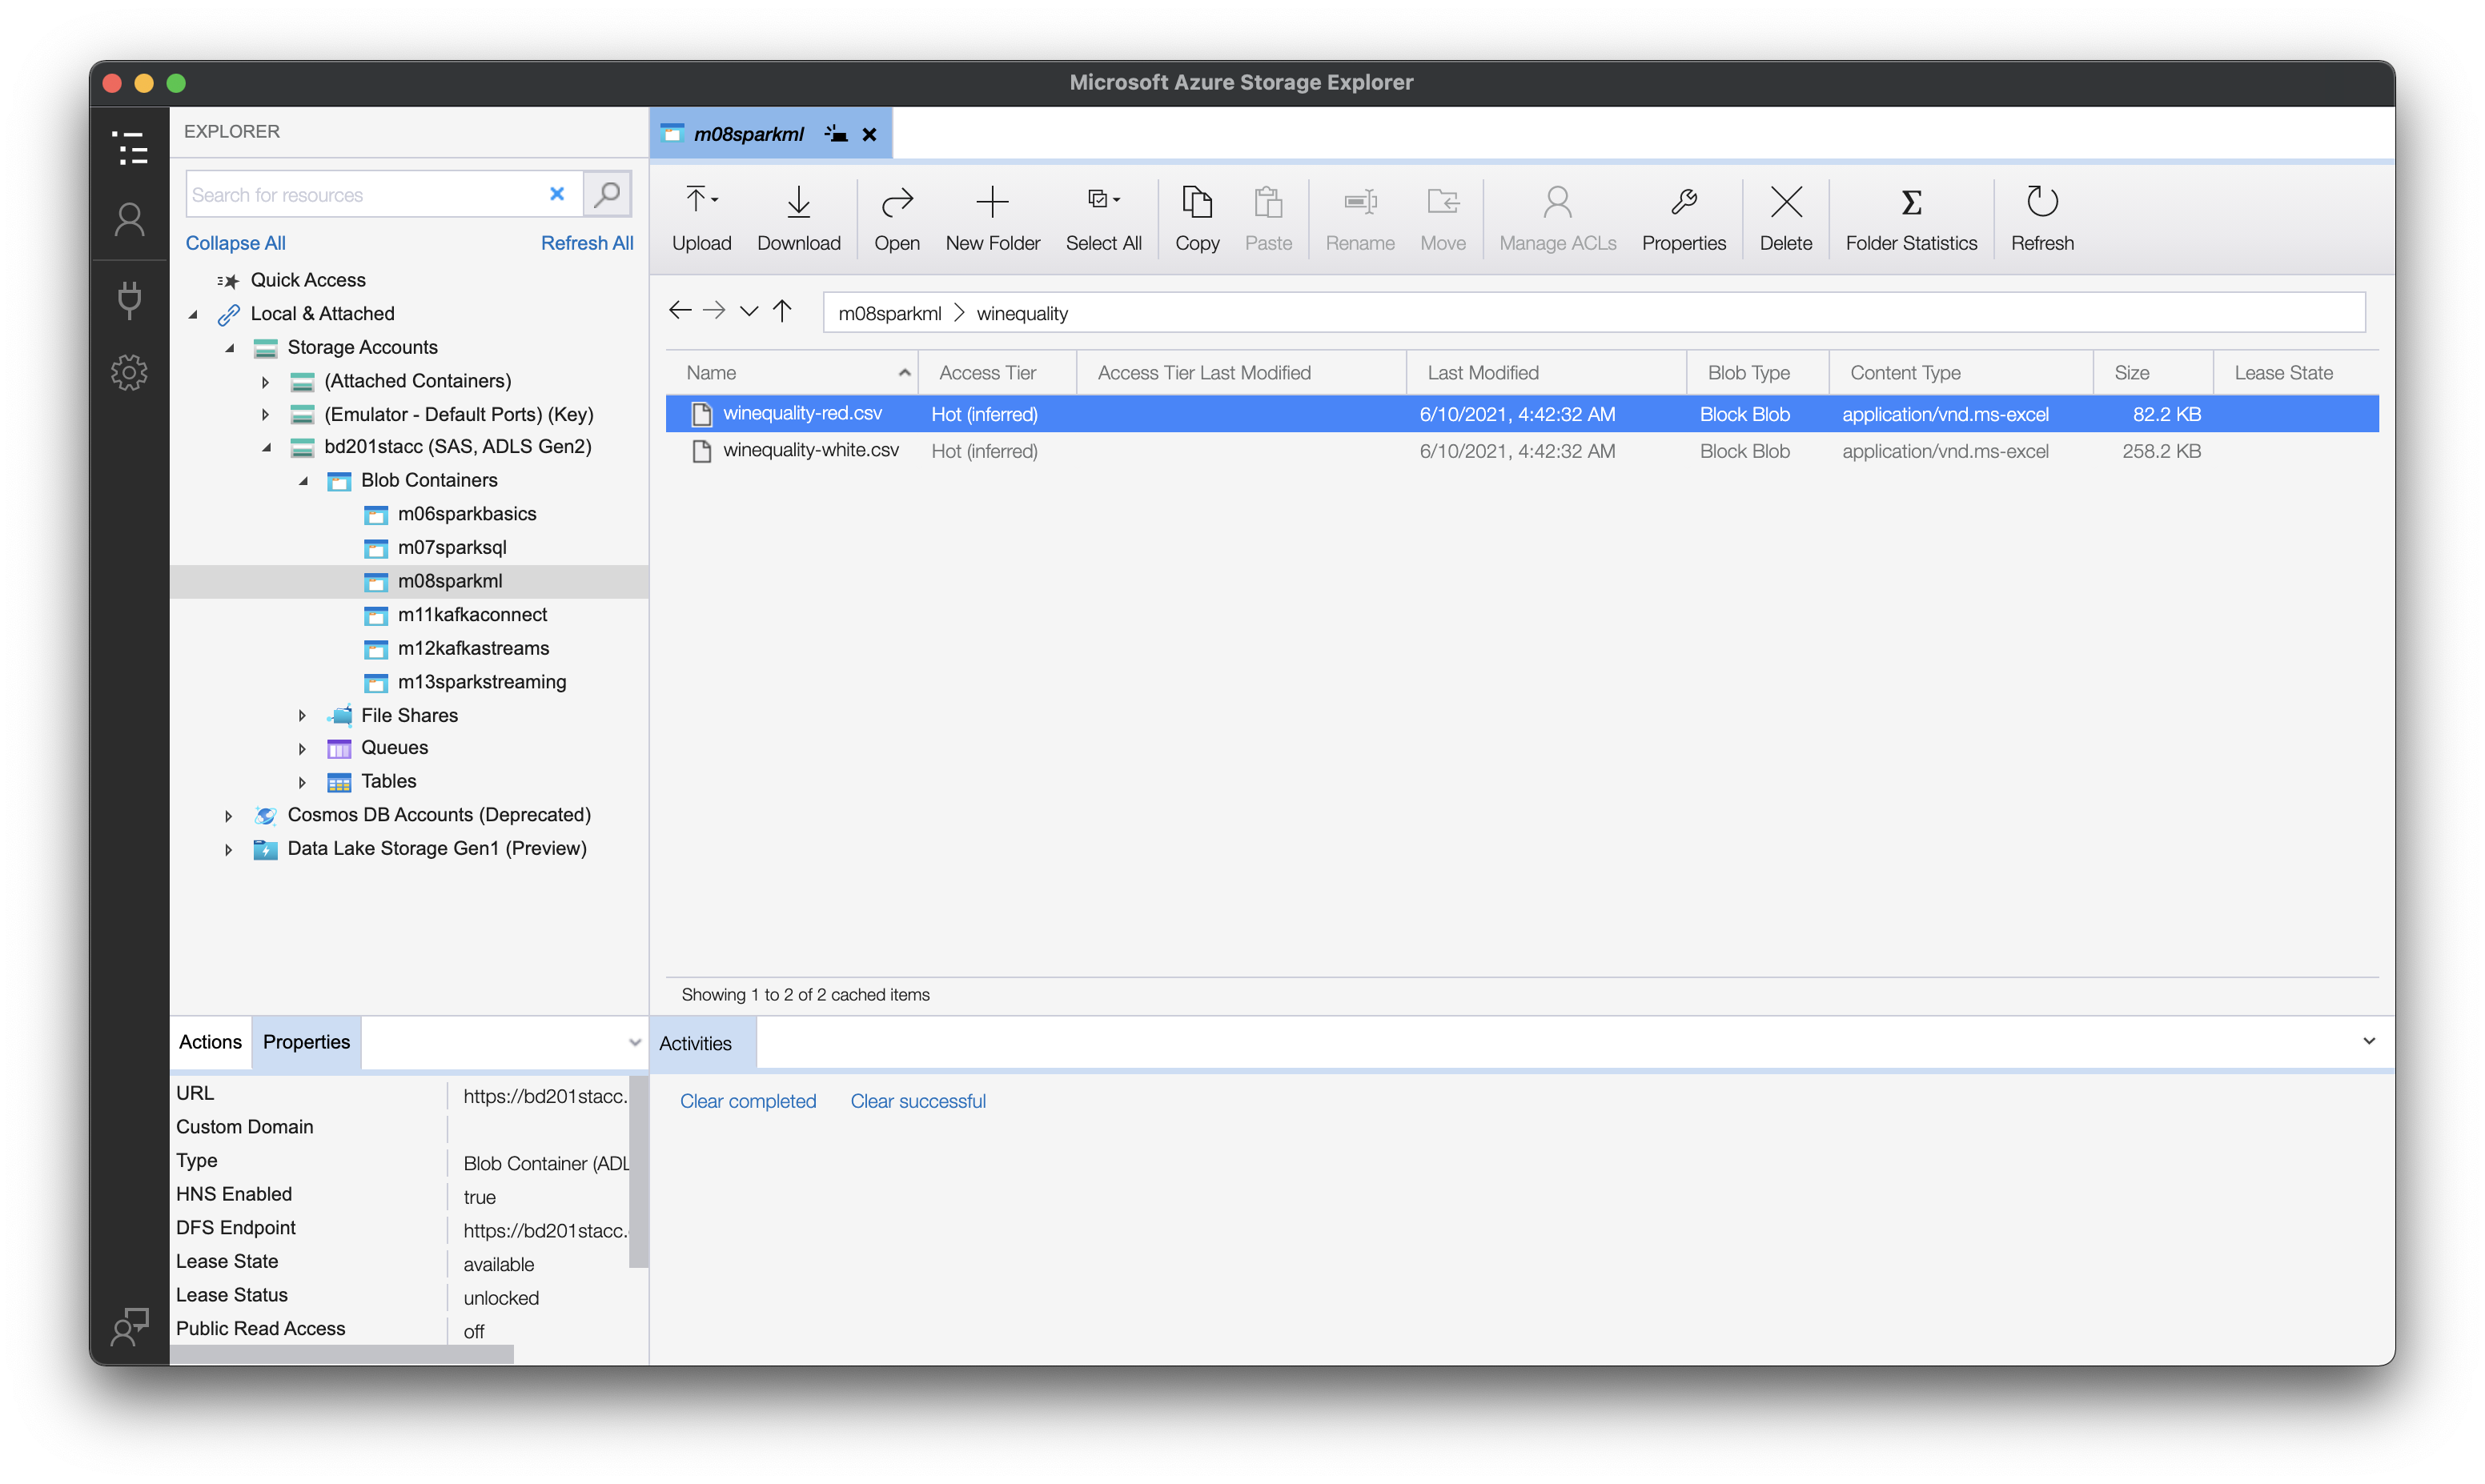 Microsoft Azure Storage Explorer
EXPLORER
Search for resources
Collapse All Refresh All
Quick Access
Local & Attached
Storage Accounts
(Attached Containers)
(Emulator - Default Ports) (Key)
bd201stacc (SAS, ADLS Gen2)
Blob Containers
m06sparkbasics
m07sparksql
m08sparkml
m11kafkaconnect
m12kafkastreams
m13sparkstreaming
File Shares
Queues
Tables
Cosmos DB Accounts (Deprecated)
Data Lake Storage Gen1 (Preview)
Actions Properties
URL https://bd201stacc.
Custom Domain
Type Blob Container (ADL
HNS Enabled true
DFS Endpoint https://bd201stacc.
Lease State available
Lease Status unlocked
Public Read Access off
m08sparkml
Upload Download Open New Folder Select All Copy Paste Rename Move Manage ACLs Properties Delete Folder Statistics Refresh
m08sparkml > winequality
Name Access Tier Access Tier Last Modified Last Modified Blob Type Content Type Size Lease State
winequality-red.csv Hot (inferred) 6/10/2021, 4:42:32 AM Block Blob application/vnd.ms-excel 82.2 KB
winequality-white.csv Hot (inferred) 6/10/2021, 4:42:32 AM Block Blob application/vnd.ms-excel 258.2 KB
Showing 1 to 2 of 2 cached items
Activities
Clear completed Clear successful